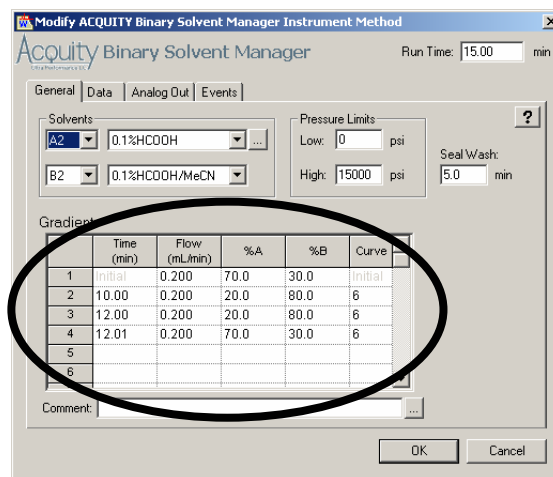 Modify ACQUITY Binary Solvent Manager Instrument Method
Acquity Binary Solvent Manager
Run Time: 15.00 min
General Data Analog Out Events
Solvents
A2 0.1%HCOOH ...
B2 0.1%HCOOH/MeCN
Pressure Limits
Low: 0 psi
High: 15000 psi
?
Seal Wash:
5.0 min
Gradient
Time (min) Flow (mL/min) %A %B Curve
1 Initial 0.200 70.0 30.0 Initial
2 10.00 0.200 20.0 80.0 6
3 12.00 0.200 20.0 80.0 6
4 12.01 0.200 70.0 30.0 6
5
6
Comment: ...
OK Cancel